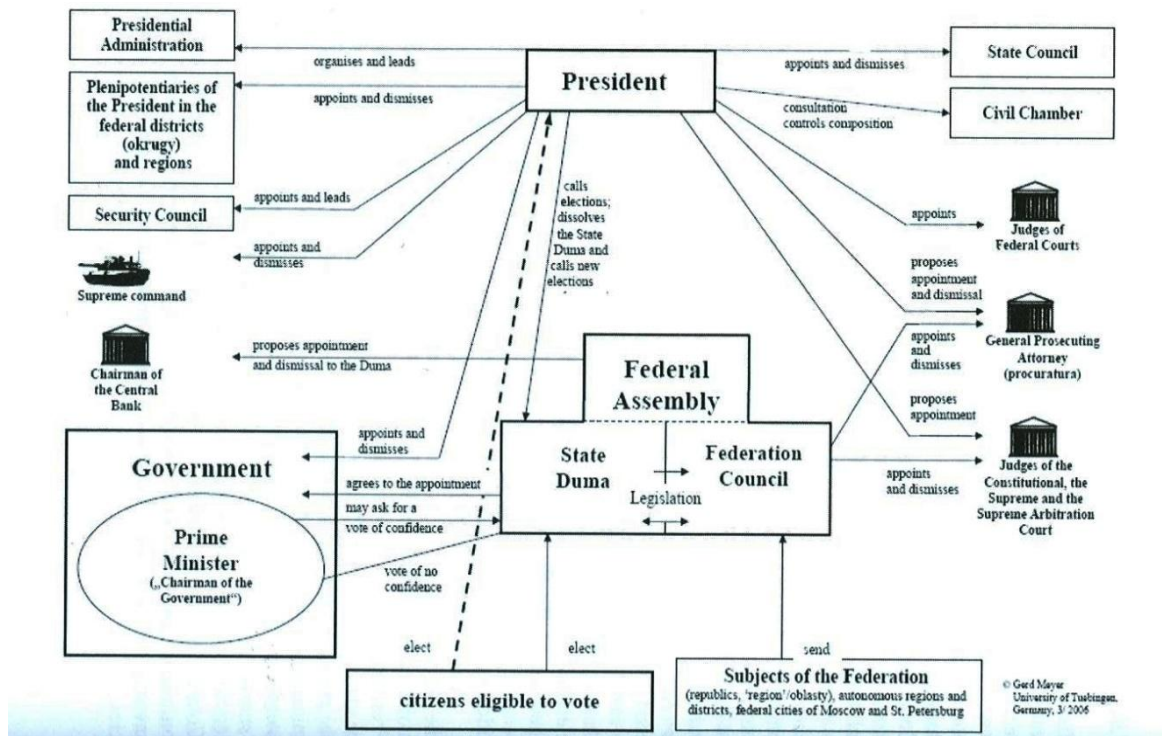 Presidential
Administration
organises and leads
President
appoints and dismisses
State Council
Plenipotentiaries of
the President in the
federal districts
(okrugy)
and regions
appoints and dismisses
consultation
controls composition
Civil Chamber
Security Council
appoints and leads
appoints and
dismisses
Supreme command
calls
elections;
dissolves
the State
Duma and
calls new
elections
appoints
Judges of
Federal Courts
proposes
appointment
and dismissal
General Prosecuting
Attorney
(procuratura)
appoints
and
dismisses
Chairman of
the Central
Bank
proposes appointment
and dismissal to the Duma
Federal
Assembly
State
Duma
Federation
Council
Legislation
proposes
appointment
appoints
and dismisses
Judges of the
Constitutional, the
Supreme and the
Supreme Arbitration
Court
Government
appoints and
dismisses
agrees to the appointment
may ask for a
vote of confidence
Prime
Minister
(„Chairman of the
Government“)
vote of no
confidence
elect
elect
send
citizens eligible to vote
Subjects of the Federation
(republics, 'region'/oblasty), autonomous regions and
districts, federal cities of Moscow and St. Petersburg
© Gerd Meyer
University of Tuebingen,
Germany, 3/ 2006